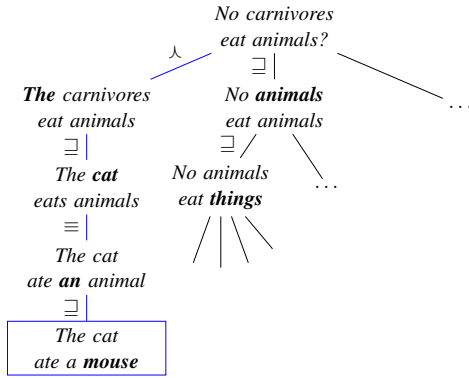 No carnivores
eat animals?
⋏
⊒
The carnivores
eat animals
No animals
eat animals
...
⊒
⊒
The cat
eats animals
No animals
eat things
...
≡
The cat
ate an animal
⊒
The cat
ate a mouse